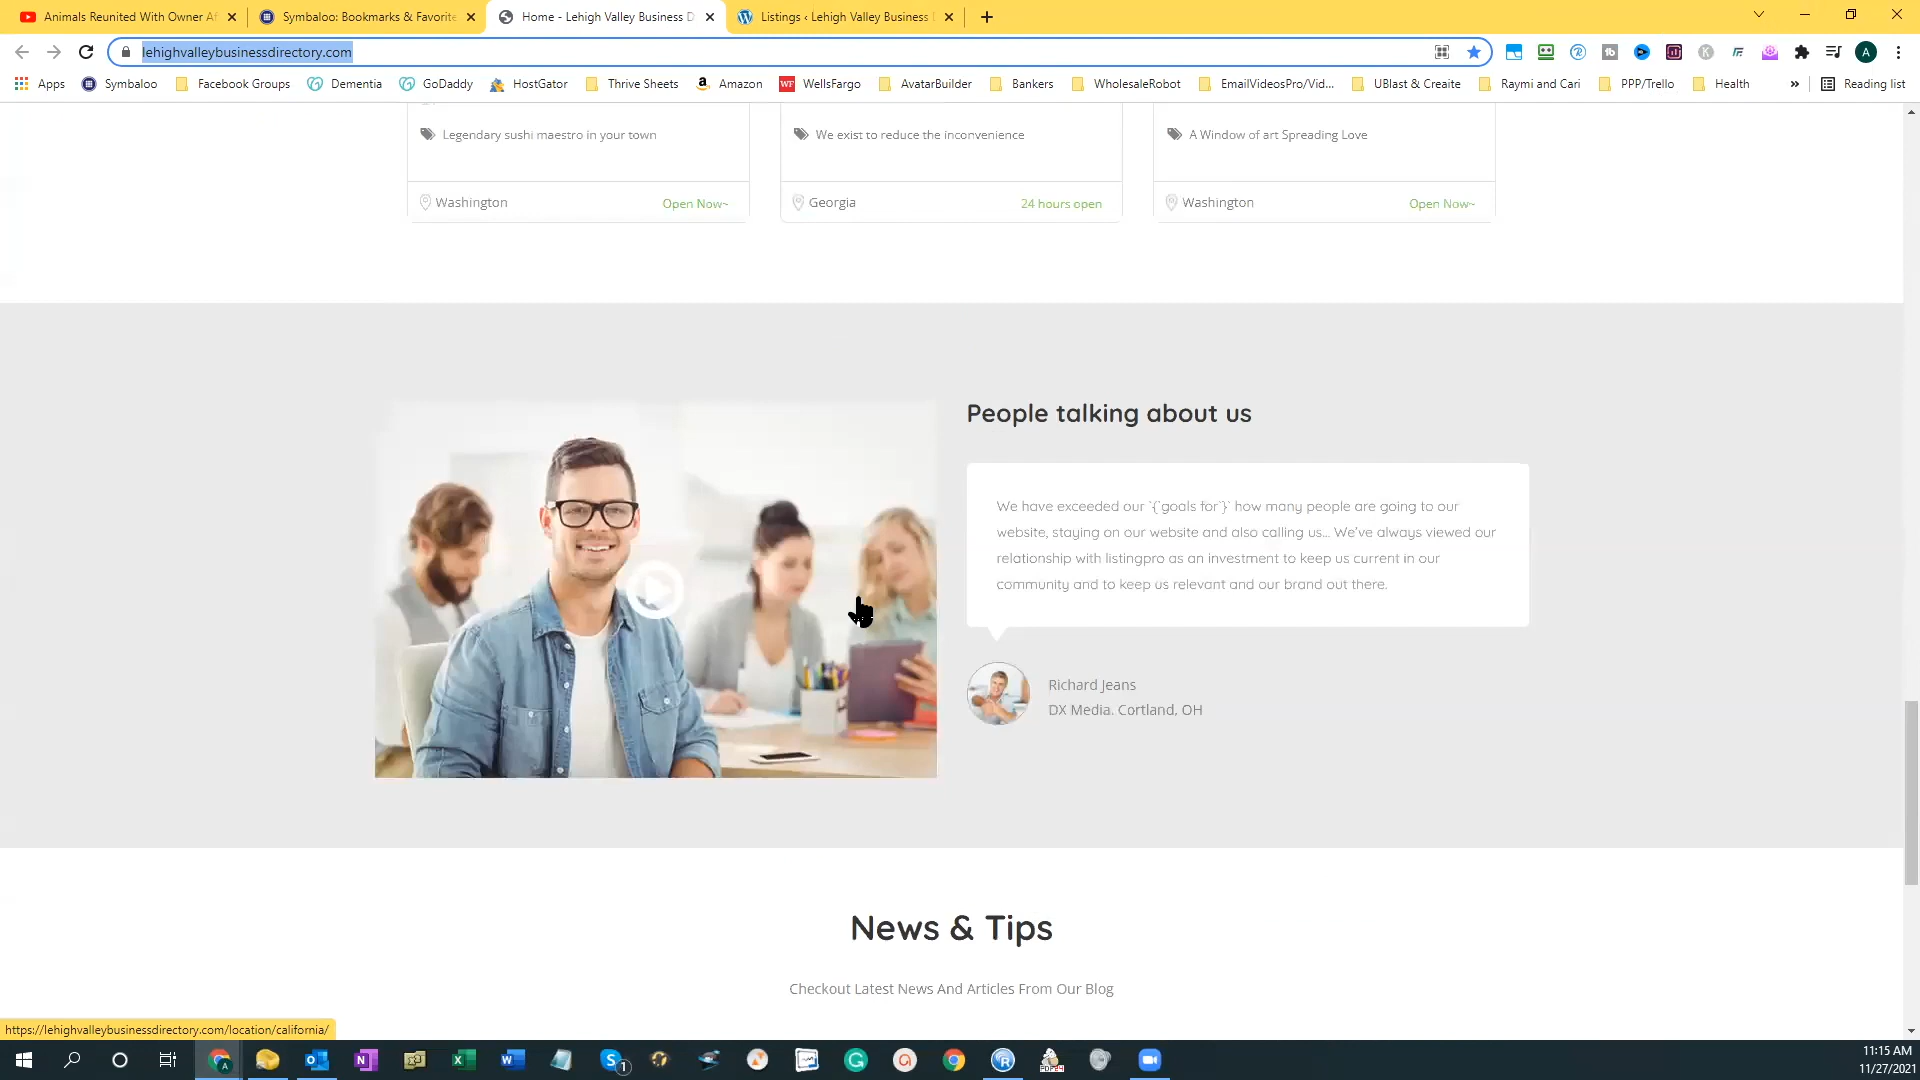 Animals Reunited With Owner Af
Symbaloo: Bookmarks & Favorite
Home - Lehigh Valley Business D
Listings ‹ Lehigh Valley Business
lehighvalleybusinessdirectory.com
Apps
Symbaloo
Facebook Groups
Dementia
GoDaddy
HostGator
Thrive Sheets
Amazon
WellsFargo
AvatarBuilder
Bankers
WholesaleRobot
EmailVideosPro/Vid...
UBlast & Creaite
Raymi and Cari
PPP/Trello
Health
»
Reading list
Legendary sushi maestro in your town
We exist to reduce the inconvenience
A Window of art Spreading Love
Washington
Open Now~
Georgia
24 hours open
Washington
Open Now~
People talking about us
We have exceeded our `{`goals for`}` how many people are going to our
website, staying on our website and also calling us... We've always viewed our
relationship with listingpro as an investment to keep us current in our
community and to keep us relevant and our brand out there.
Richard Jeans
DX Media. Cortland, OH
News & Tips
Checkout Latest News And Articles From Our Blog
https://lehighvalleybusinessdirectory.com/location/california/
11:15 AM
11/27/2021